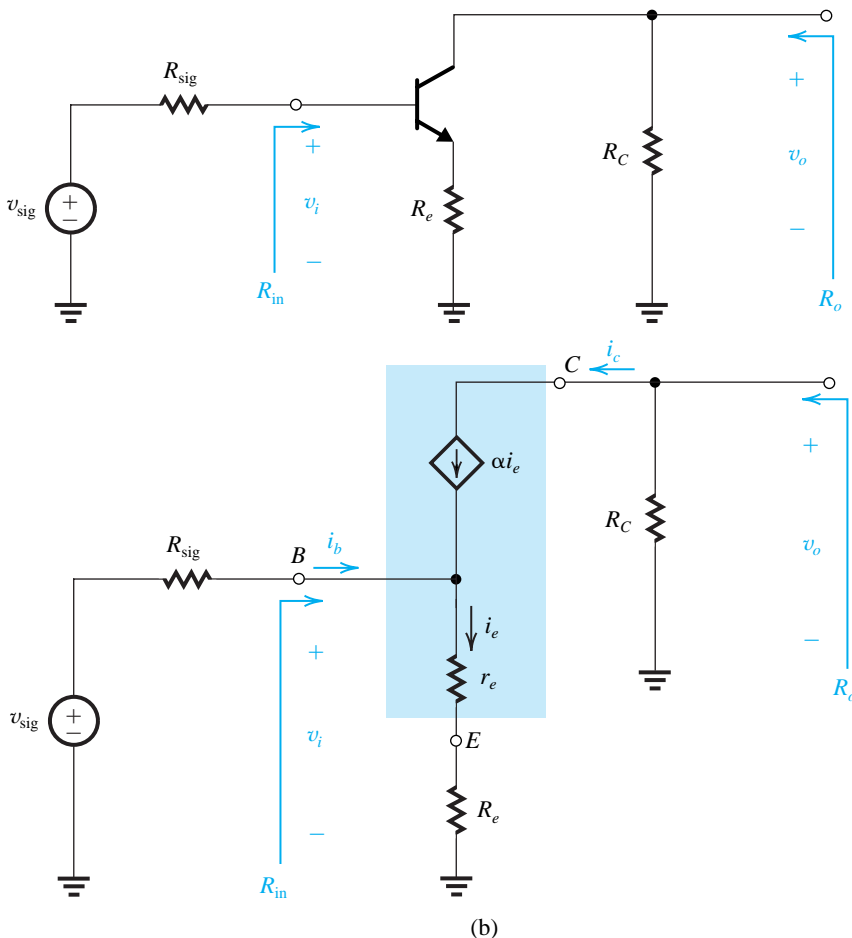 R_sig
+
v_sig
+
−
v_i
−
R_in
R_e
R_C
+
v_o
−
R_o
i_c
C
αi_e
R_C
+
v_o
−
R_o
R_sig
B
i_b
i_e
r_e
+
v_i
−
v_sig
+
−
E
R_e
R_in
(b)